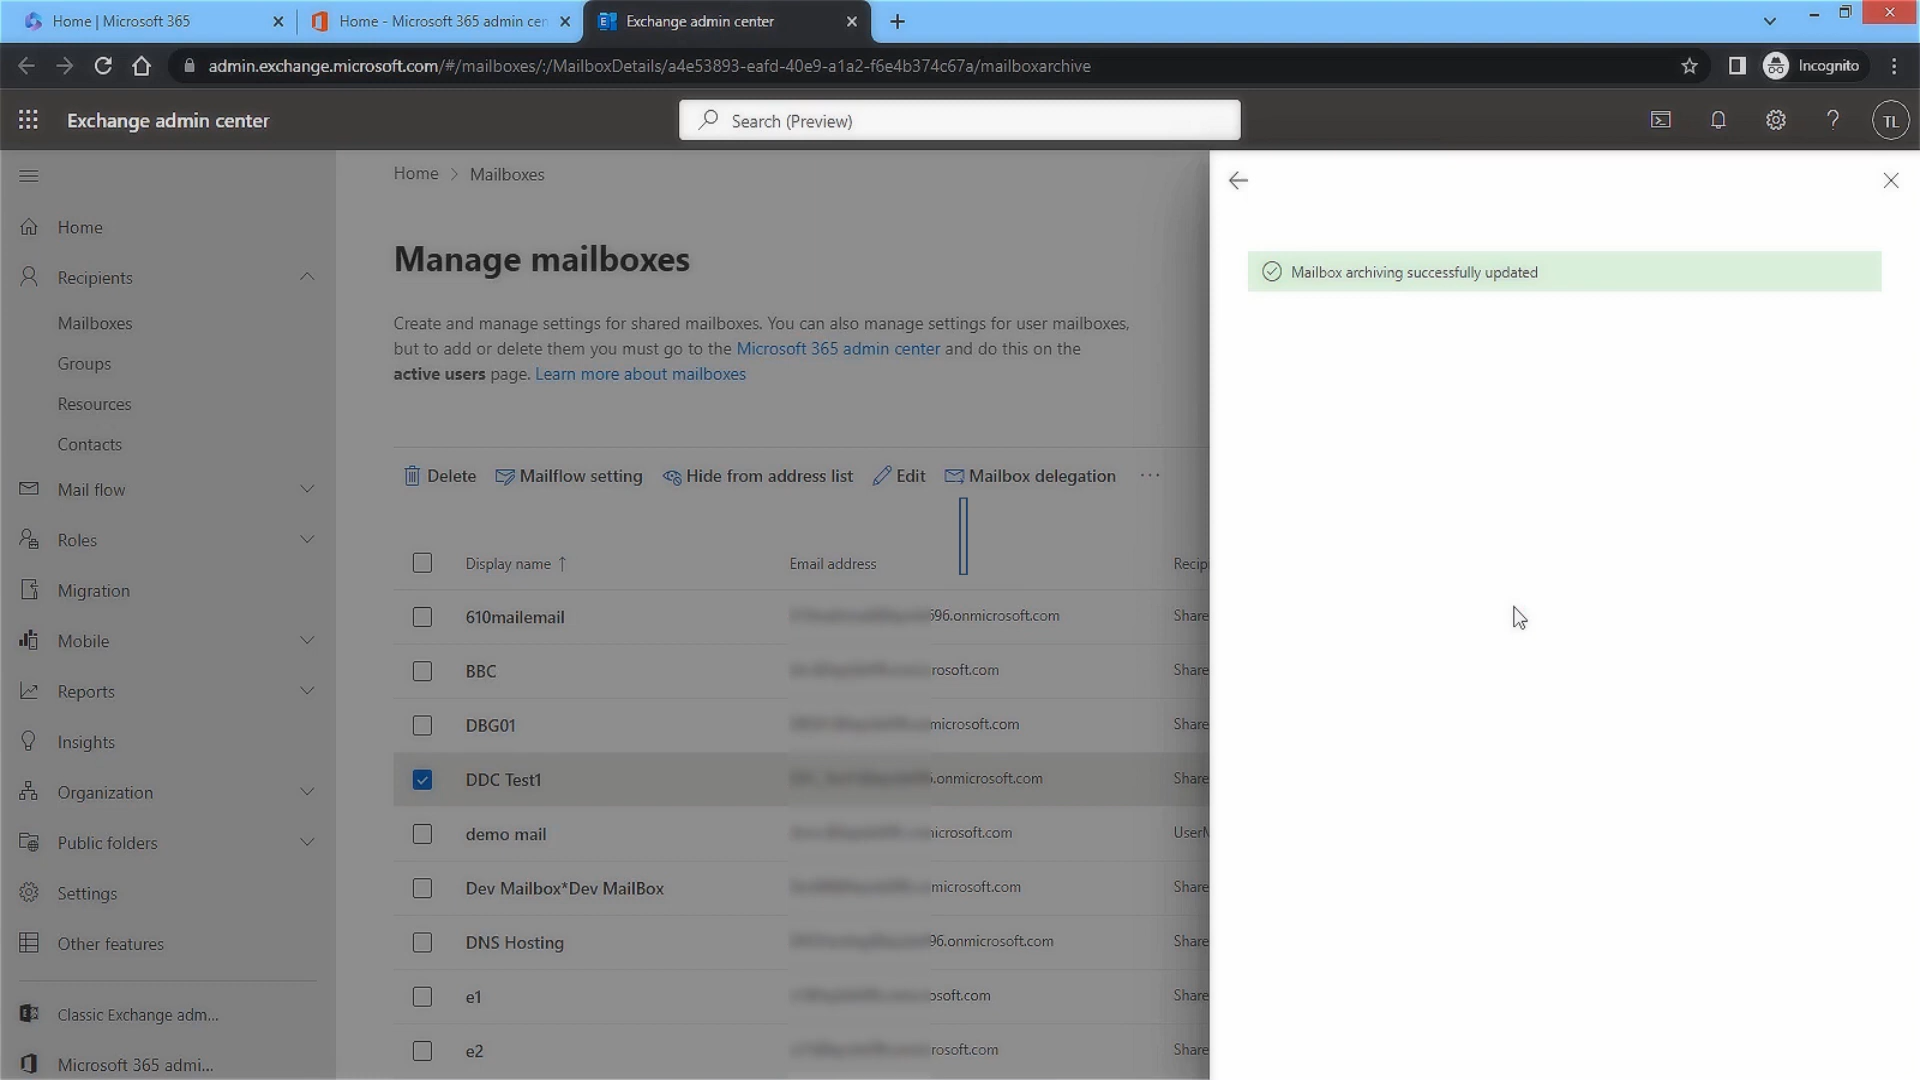 Home | Microsoft 365
Home - Microsoft 365 admin cen
Exchange admin center
admin.exchange.microsoft.com/#/mailboxes/:/MailboxDetails/a4e53893-eafd-40e9-a1a2-f6e4b374c67a/mailboxarchive
Incognito
Exchange admin center
Search (Preview)
TL
Home
Recipients
Mailboxes
Groups
Resources
Contacts
Mail flow
Roles
Migration
Mobile
Reports
Insights
Organization
Public folders
Settings
Other features
Classic Exchange adm...
Microsoft 365 admi...
Home > Mailboxes
Manage mailboxes
Create and manage settings for shared mailboxes. You can also manage settings for user mailboxes,
but to add or delete them you must go to the Microsoft 365 admin center and do this on the
active users page. Learn more about mailboxes
Delete Mailflow setting Hide from address list Edit Mailbox delegation ...
Display name ↑ Email address Recip
610mailemail 696.onmicrosoft.com Share
BBC rosoft.com Share
DBG01 microsoft.com Share
DDC Test1 .onmicrosoft.com Share
demo mail microsoft.com UserM
Dev Mailbox*Dev MailBox microsoft.com Share
DNS Hosting 96.onmicrosoft.com Share
e1 osoft.com Share
e2 rosoft.com Share
Mailbox archiving successfully updated